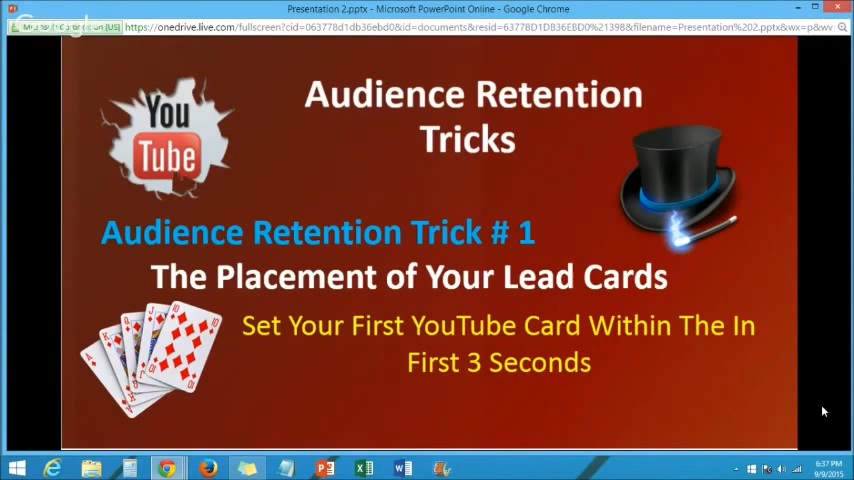 Presentation 2.pptx - Microsoft PowerPoint Online - Google Chrome
https://onedrive.live.com/fullscreen?cid=063778d1db36ebd0&id=documents&resid=63778D1DB36EBD0%21398&filename=Presentation%202.pptx&wx=p&wv
You
Tube
Audience Retention
Tricks
Audience Retention Trick # 1
The Placement of Your Lead Cards
Set Your First YouTube Card Within The In
First 3 Seconds
A
K
Q
J
10
6:37 PM
9/9/2015